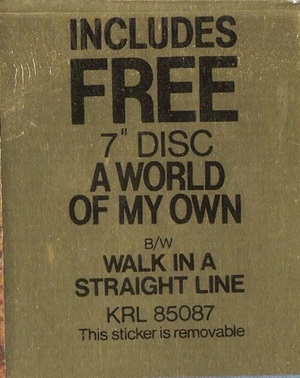 INCLUDES
FREE
7" DISC
A WORLD
OF MY OWN
B/W
WALK IN A
STRAIGHT LINE
KRL 85087
This sticker is removable